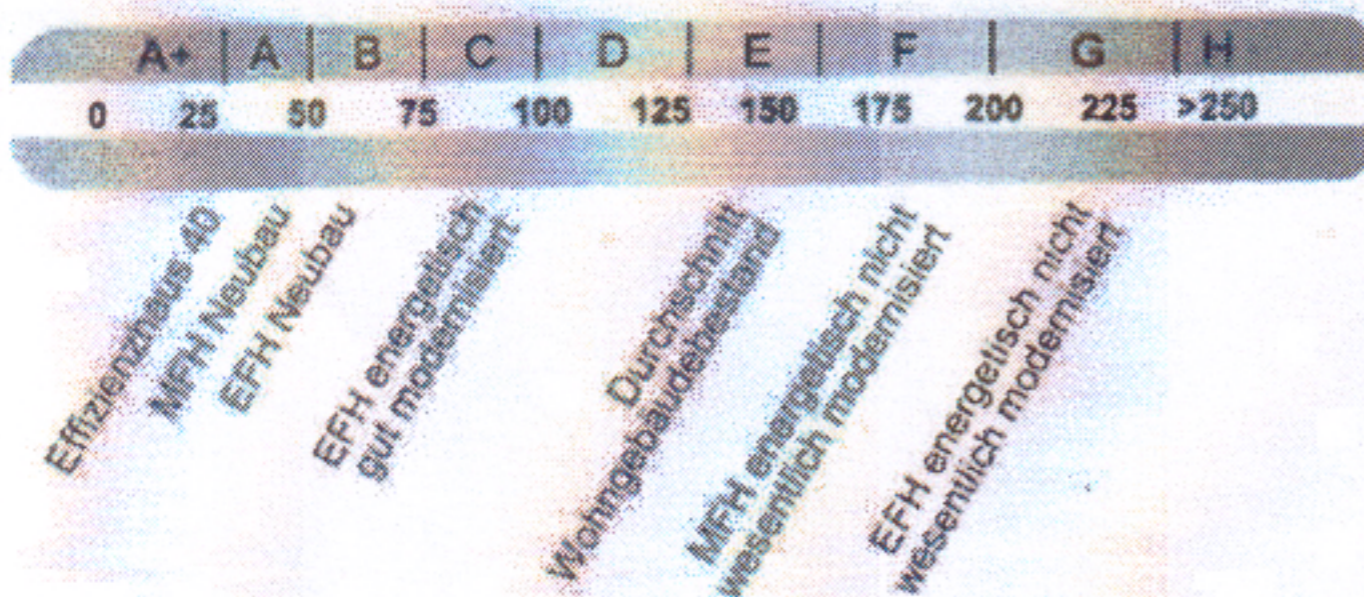 A+ | A | B | C | D | E | F | G | H
0 25 50 75 100 125 150 175 200 225 >250
Effizienzhaus 40
MFH Neubau
EFH Neubau
EFH energetisch
gut modernisiert
Durchschnitt
Wohngebäudebestand
MFH energetisch nicht
wesentlich modernisiert
EFH energetisch nicht
wesentlich modernisiert